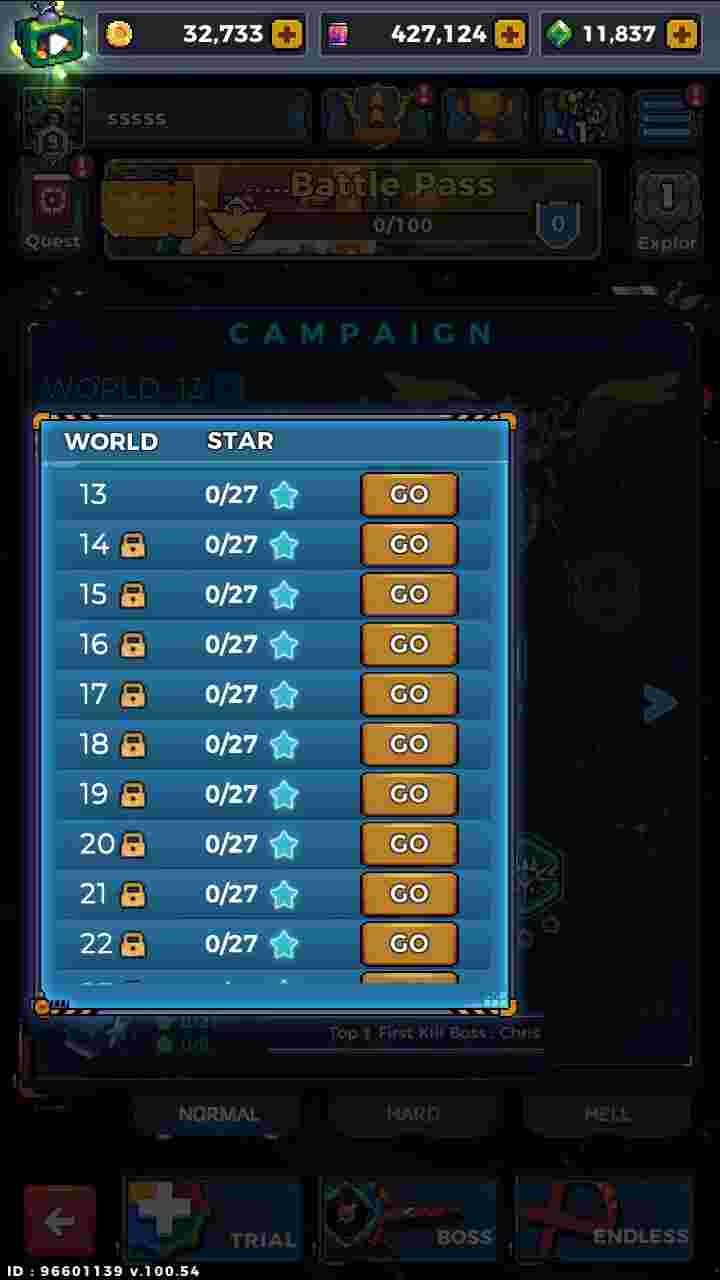 32,733
427,124
11,837
19
sssss
1
Battle Pass
0/100
0
Quest
1
Explor
CAMPAIGN
WORLD 13
WORLD STAR
13 0/27 GO
14 0/27 GO
15 0/27 GO
16 0/27 GO
17 0/27 GO
18 0/27 GO
19 0/27 GO
20 0/27 GO
21 0/27 GO
22 0/27 GO
Top 1 First Kill Boss : Chris
NORMAL HARD HELL
TRIAL BOSS ENDLESS
ID : 96601139 v.100.54